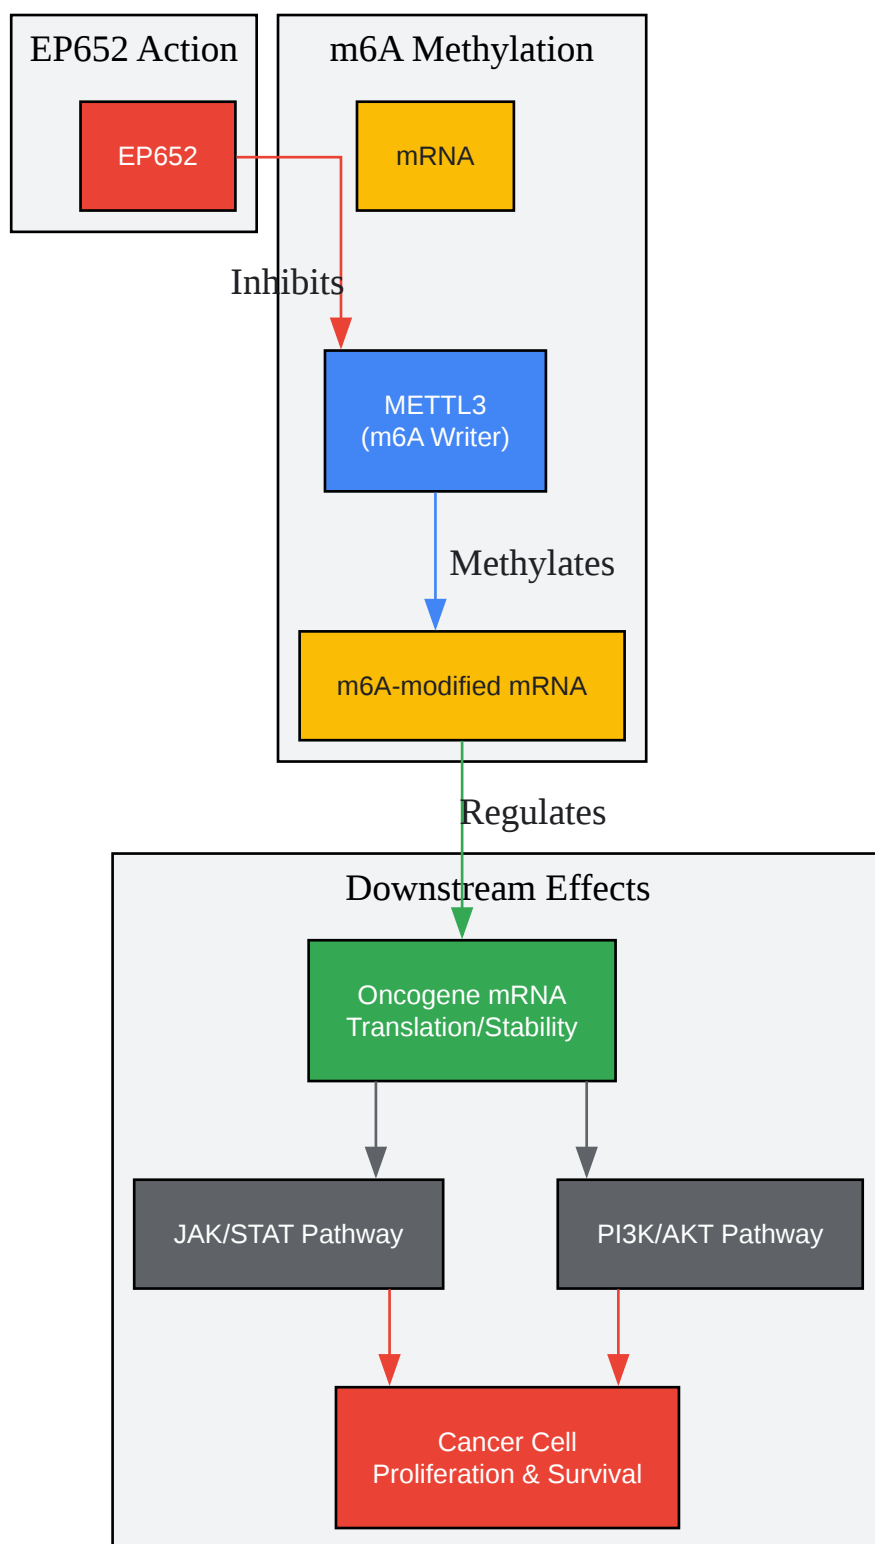 EP652 Action
m6A Methylation
EP652
mRNA
Inhibits
METTL3
(m6A Writer)
Methylates
m6A-modified mRNA
Regulates
Downstream Effects
Oncogene mRNA
Translation/Stability
JAK/STAT Pathway
PI3K/AKT Pathway
Cancer Cell
Proliferation & Survival